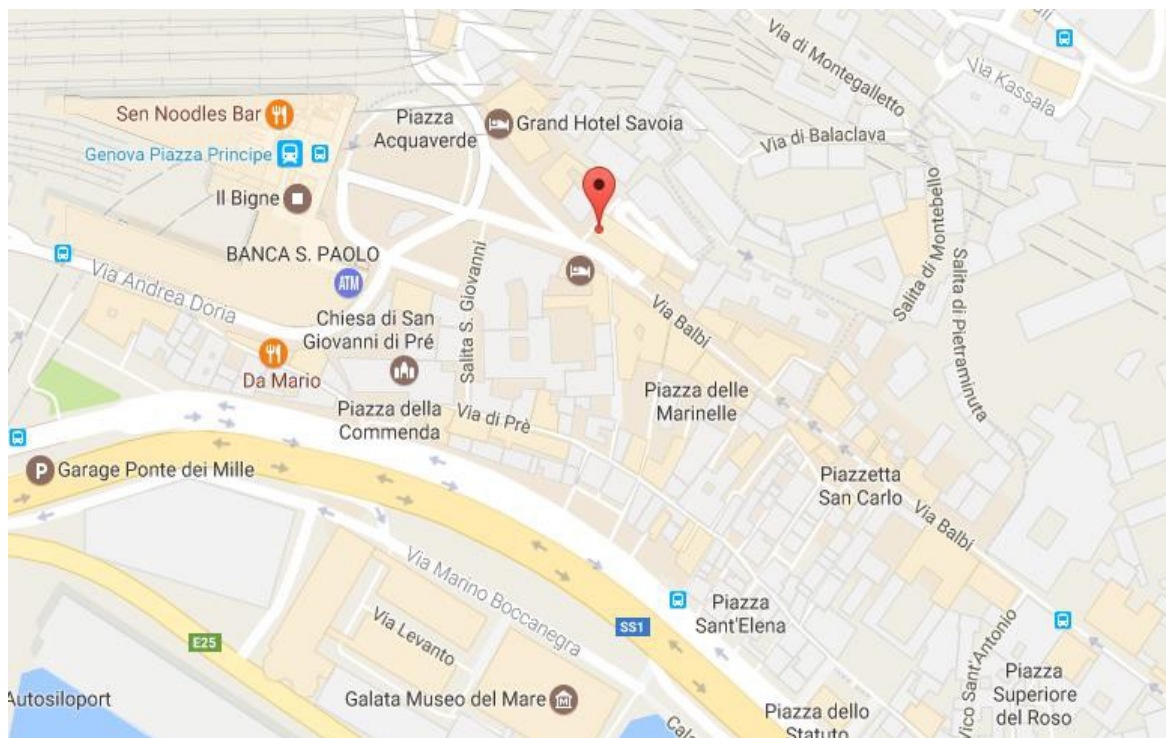 Via di Montegalletto
Via Kassala
Sen Noodles Bar
Piazza
Acquaverde
Grand Hotel Savoia
Via di Balaclava
Genova Piazza Principe
Il Bigne
Salita di Montebello
BANCA S. PAOLO
ATM
Salita S. Giovanni
Salita di Pietraminuta
Via Andrea Doria
Chiesa di San
Giovanni di Pré
Via Balbi
Da Mario
Piazza delle
Marinelle
Piazza della
Commenda
Via di Prè
P
Garage Ponte dei Mille
Piazzetta
San Carlo
Via Balbi
Via Marino Boccanegra
Piazza
Sant'Elena
SS1
E25
Via Levanto
Vico Sant'Antonio
Piazza
Superiore
del Roso
Autosiloport
Galata Museo del Mare
M
Piazza dello
Statuto
Cala